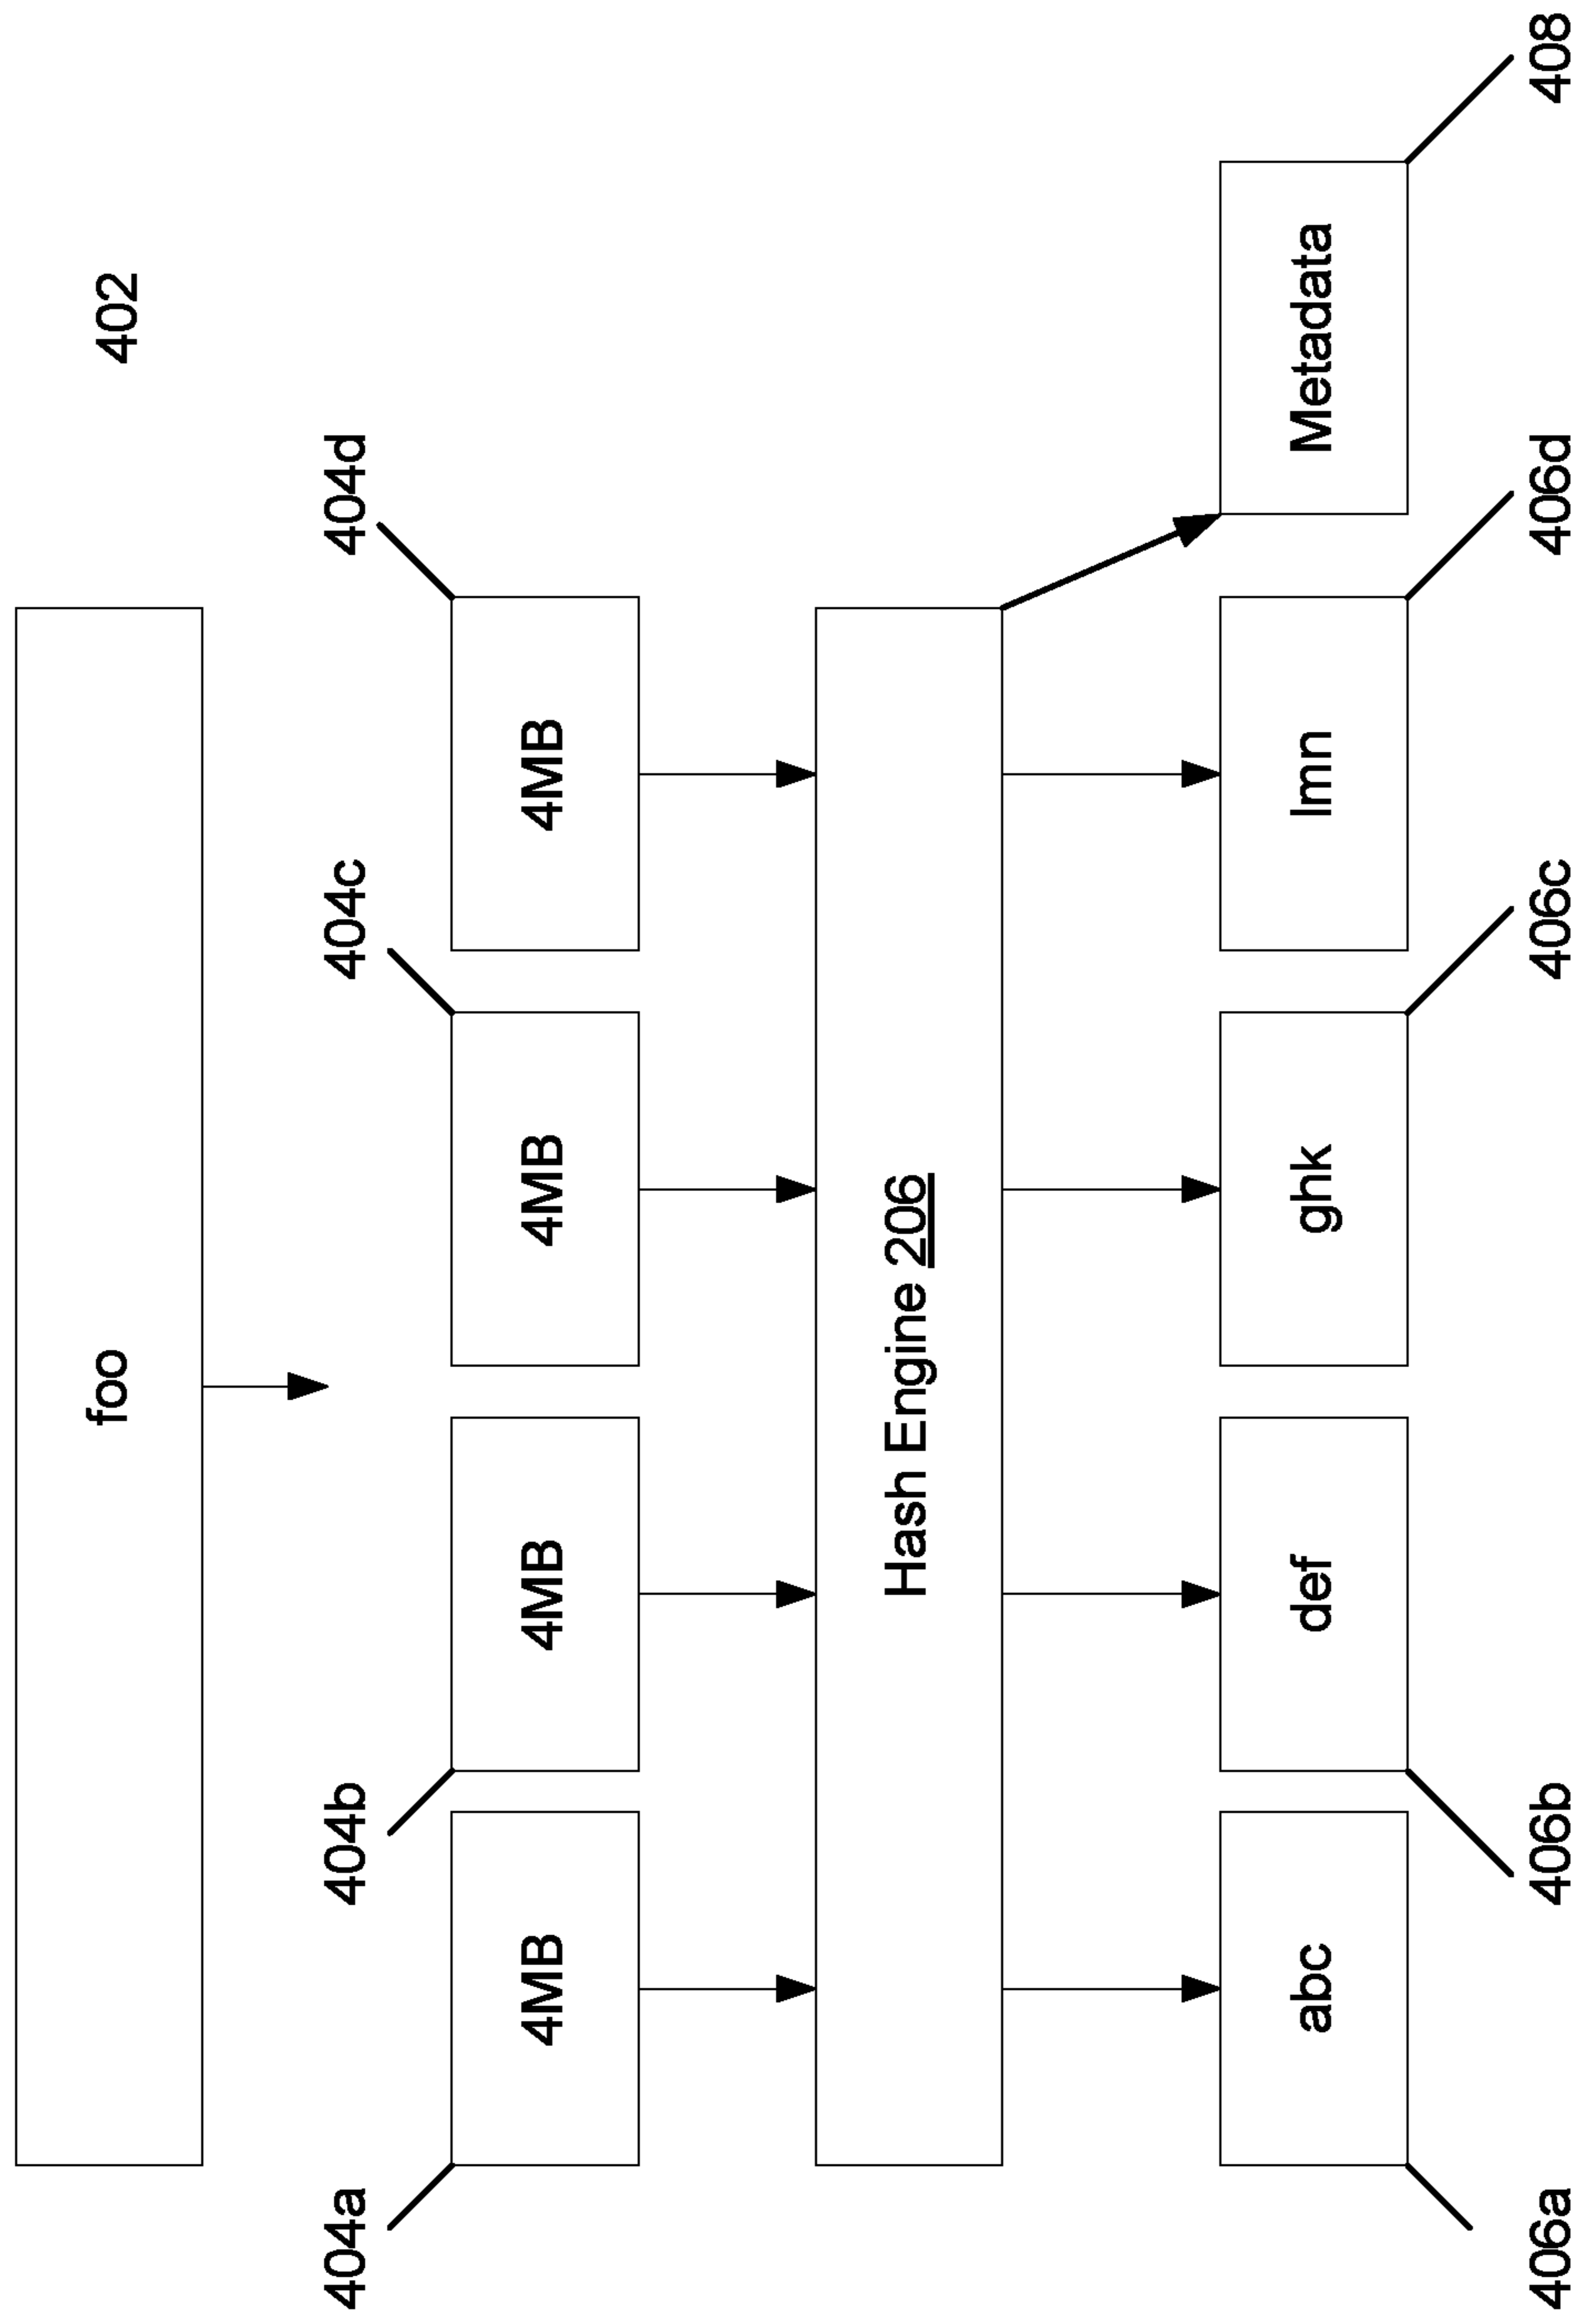 foo
402
404a
404b
404c
404d
4MB
4MB
4MB
4MB
Hash Engine 206
abc
def
ghk
lmn
Metadata
406a
406b
406c
406d
408